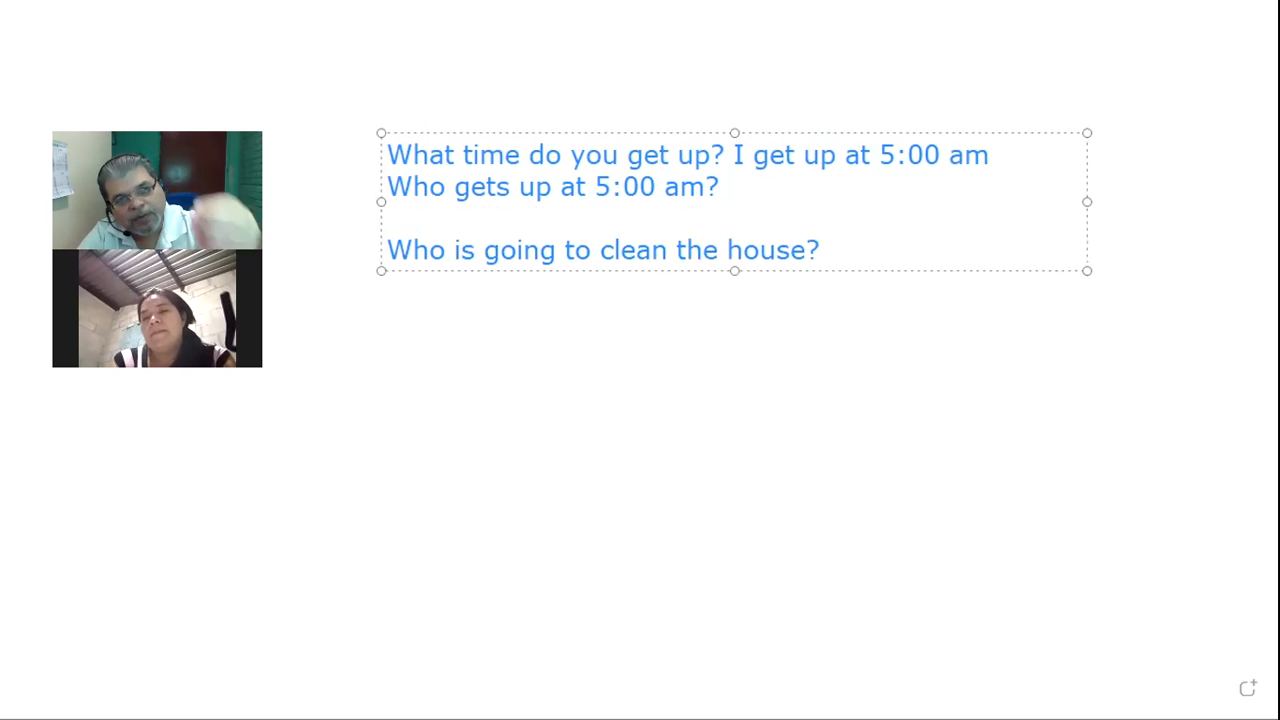 What time do you get up? I get up at 5:00 am
Who gets up at 5:00 am?
Who is going to clean the house?